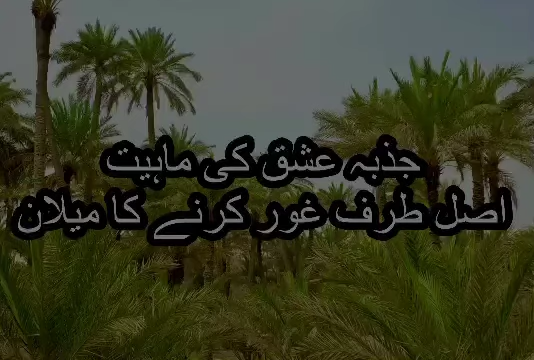 جذبہ عشق کی ماہیت
اصل طرف غور کرنے کا میلان